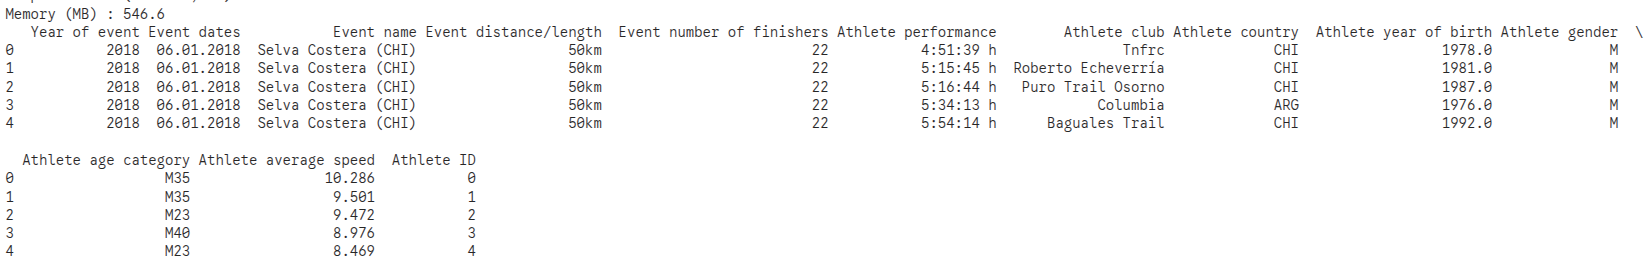 Memory (MB) : 546.6
Year of event Event dates Event name Event distance/length Event number of finishers Athlete performance Athlete club Athlete country Athlete year of birth Athlete gender \
0 2018 06.01.2018 Selva Costera (CHI) 50km 22 4:51:39 h Tnfrc CHI 1978.0 M
1 2018 06.01.2018 Selva Costera (CHI) 50km 22 5:15:45 h Roberto Echeverría CHI 1981.0 M
2 2018 06.01.2018 Selva Costera (CHI) 50km 22 5:16:44 h Puro Trail Osorno CHI 1987.0 M
3 2018 06.01.2018 Selva Costera (CHI) 50km 22 5:34:13 h Columbia ARG 1976.0 M
4 2018 06.01.2018 Selva Costera (CHI) 50km 22 5:54:14 h Baguales Trail CHI 1992.0 M
Athlete age category Athlete average speed Athlete ID
0 M35 10.286 0
1 M35 9.501 1
2 M23 9.472 2
3 M40 8.976 3
4 M23 8.469 4